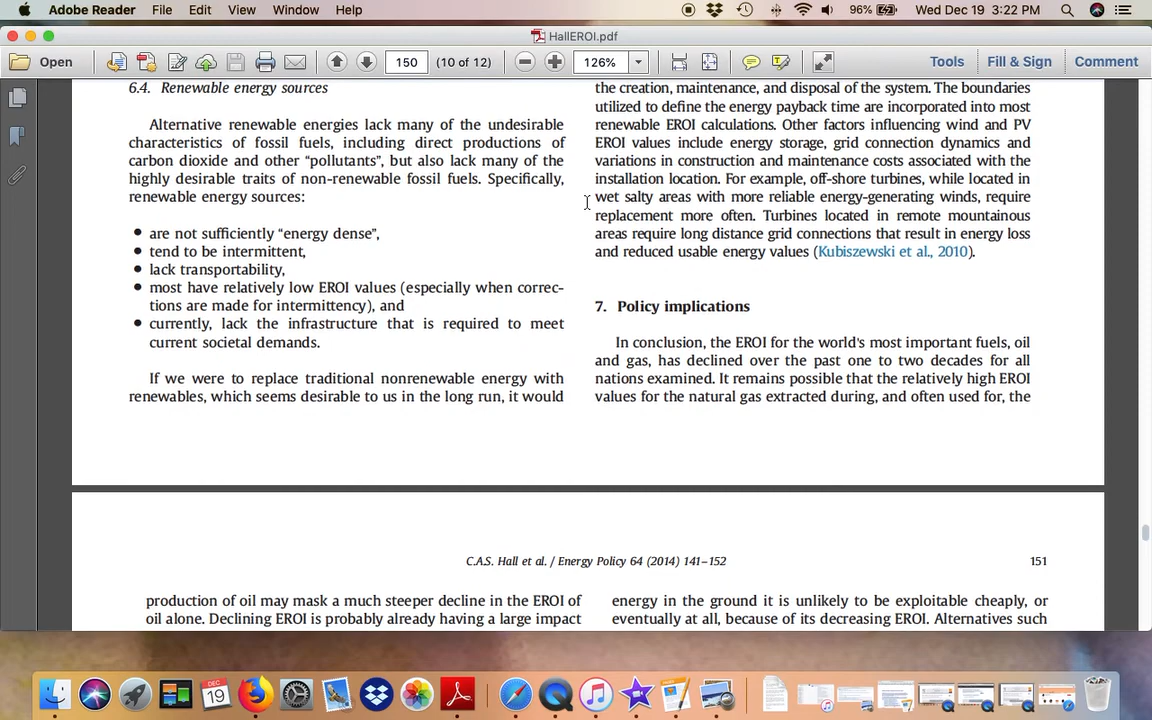 Adobe Reader File Edit View Window Help 96% Wed Dec 19 3:22 PM
HallEROI.pdf
Open 150 (10 of 12) 126% Tools Fill & Sign Comment
6.4. Renewable energy sources
Alternative renewable energies lack many of the undesirable
characteristics of fossil fuels, including direct productions of
carbon dioxide and other “pollutants”, but also lack many of the
highly desirable traits of non-renewable fossil fuels. Specifically,
renewable energy sources:
● are not sufficiently “energy dense”,
● tend to be intermittent,
● lack transportability,
● most have relatively low EROI values (especially when correc-
tions are made for intermittency), and
● currently, lack the infrastructure that is required to meet
current societal demands.
If we were to replace traditional nonrenewable energy with
renewables, which seems desirable to us in the long run, it would
the creation, maintenance, and disposal of the system. The boundaries
utilized to define the energy payback time are incorporated into most
renewable EROI calculations. Other factors influencing wind and PV
EROI values include energy storage, grid connection dynamics and
variations in construction and maintenance costs associated with the
installation location. For example, off-shore turbines, while located in
wet salty areas with more reliable energy-generating winds, require
replacement more often. Turbines located in remote mountainous
areas require long distance grid connections that result in energy loss
and reduced usable energy values (Kubiszewski et al., 2010).
7. Policy implications
In conclusion, the EROI for the world's most important fuels, oil
and gas, has declined over the past one to two decades for all
nations examined. It remains possible that the relatively high EROI
values for the natural gas extracted during, and often used for, the
C.A.S. Hall et al. / Energy Policy 64 (2014) 141–152 151
production of oil may mask a much steeper decline in the EROI of
oil alone. Declining EROI is probably already having a large impact
energy in the ground it is unlikely to be exploitable cheaply, or
eventually at all, because of its decreasing EROI. Alternatives such
DEC
19